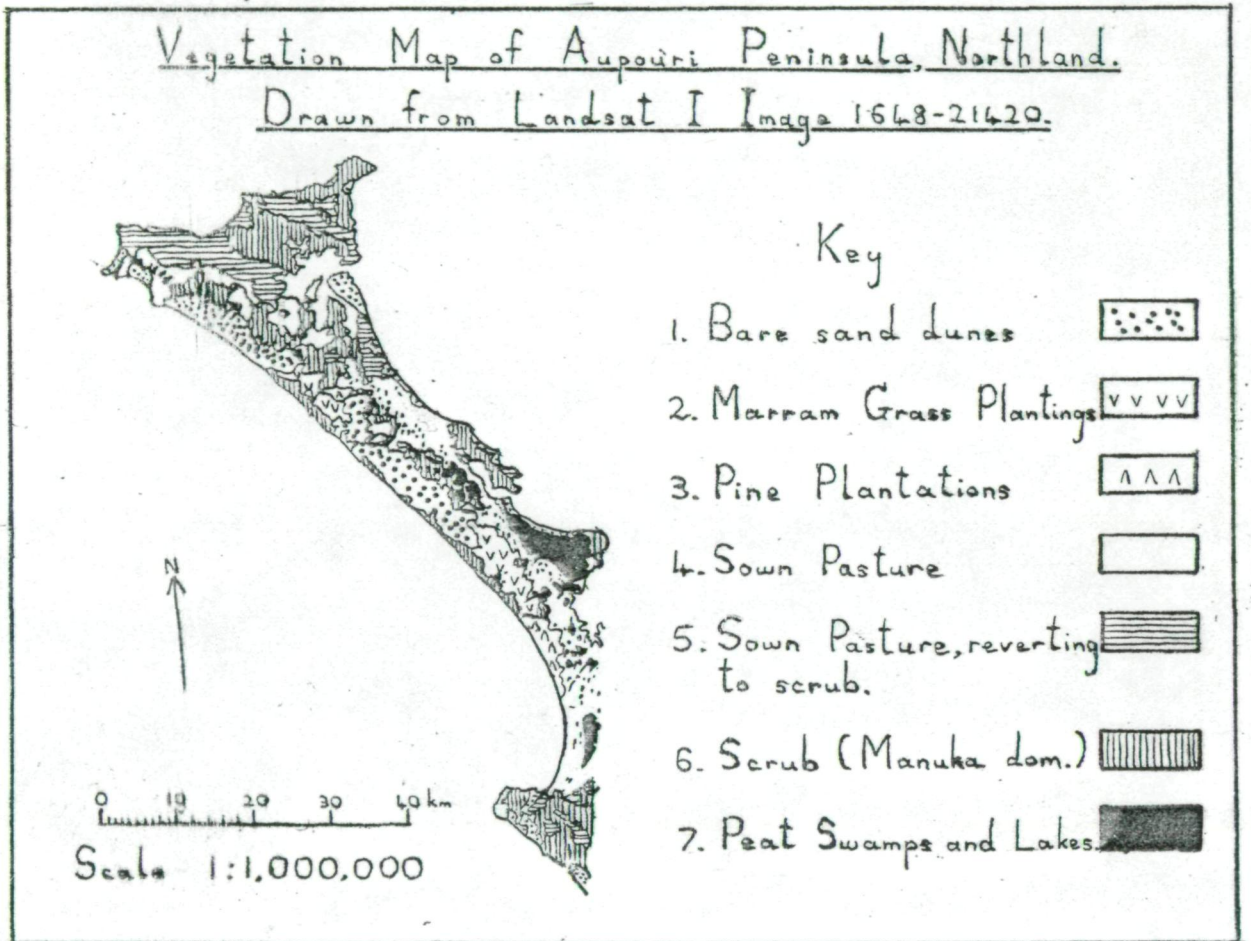 Vegetation Map of Aupouri Peninsula, Northland.
Drawn from Landsat I Image 1648-21420.
Key
1. Bare sand dunes
2. Marram Grass Plantings
3. Pine Plantations
4. Sown Pasture
5. Sown Pasture, reverting
to scrub.
6. Scrub (Manuka dom.)
7. Peat Swamps and Lakes
N
0 10 20 30 40 km
Scale 1:1,000,000